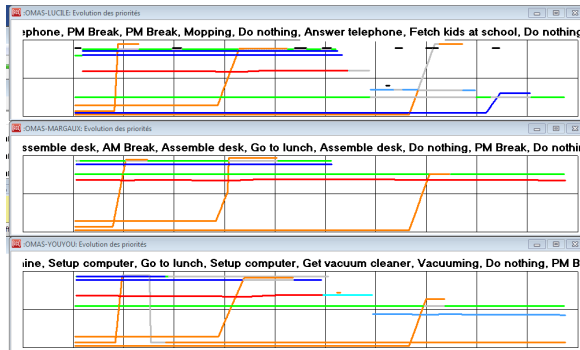 :OMAS-LUCILE: Evolution des priorités
phone, PM Break, PM Break, Mopping, Do nothing, Answer telephone, Fetch kids at school, Do nothing
:OMAS-MARGAUX: Evolution des priorités
ssemble desk, AM Break, Assemble desk, Go to lunch, Assemble desk, Do nothing, PM Break, Do nothi
:OMAS-YOUYOU: Evolution des priorités
ine, Setup computer, Go to lunch, Setup computer, Get vacuum cleaner, Vacuuming, Do nothing, PM B